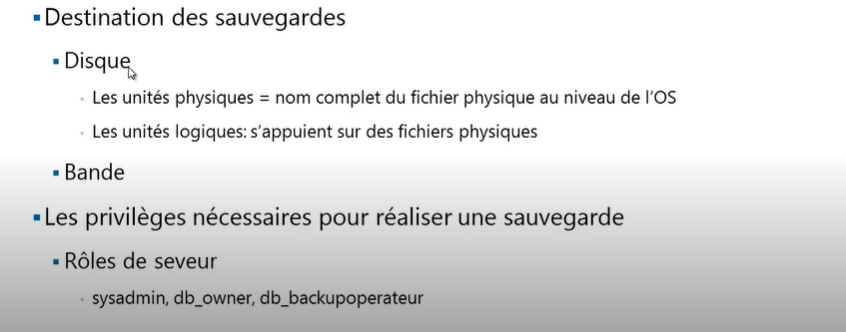 Destination des sauvegardes
Disque
Les unités physiques = nom complet du fichier physique au niveau de l'OS
Les unités logiques: s'appuient sur des fichiers physiques
Bande
Les privilèges nécessaires pour réaliser une sauvegarde
Rôles de seveur
sysadmin, db_owner, db_backupoperateur